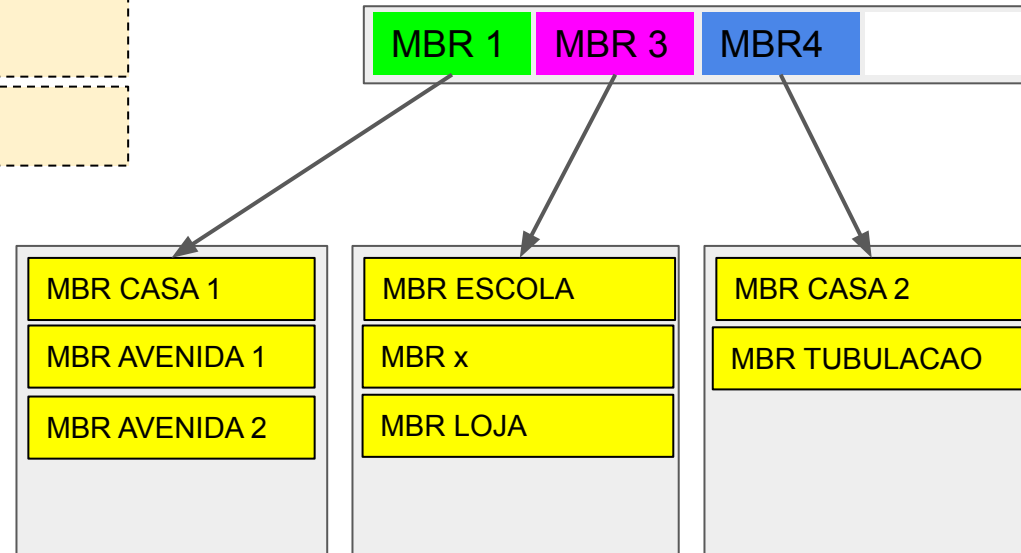 MBR 1 MBR 3 MBR4
MBR CASA 1
MBR AVENIDA 1
MBR AVENIDA 2
MBR ESCOLA
MBR x
MBR LOJA
MBR CASA 2
MBR TUBULACAO